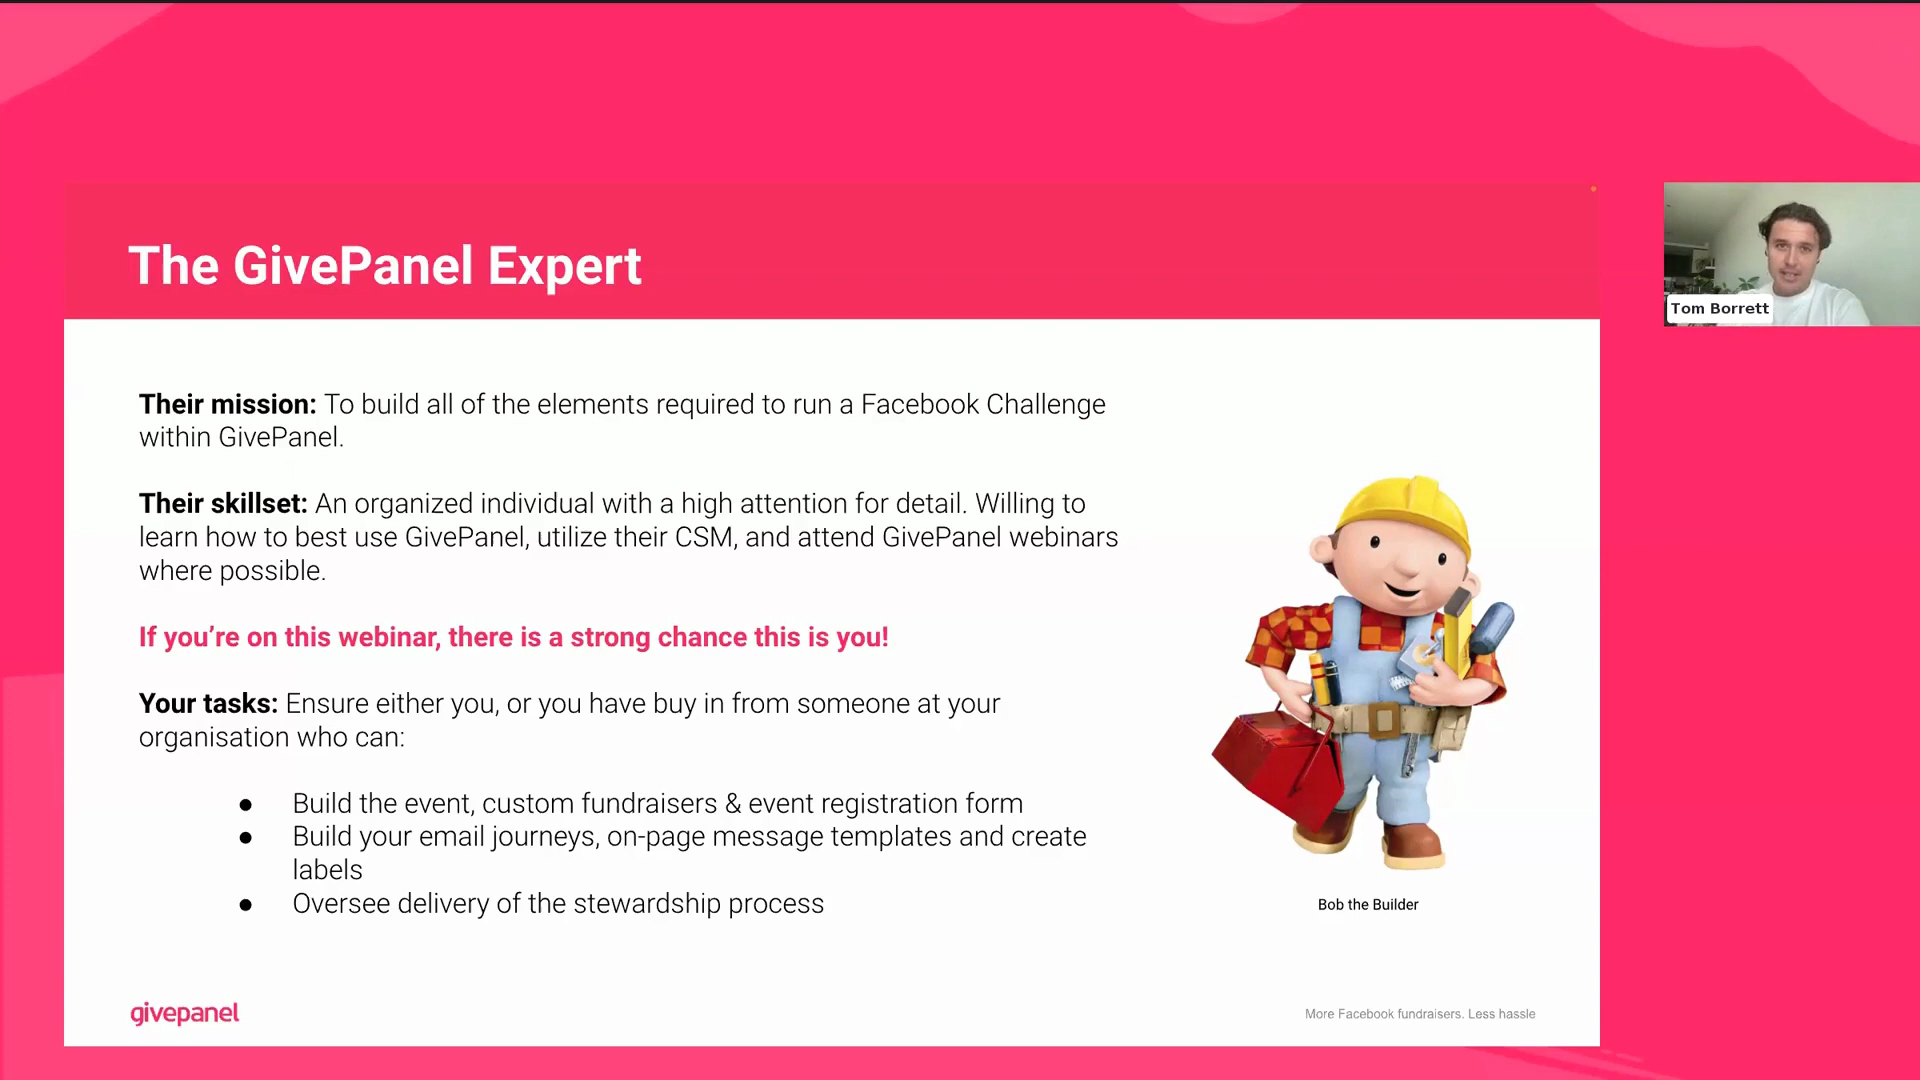 The GivePanel Expert
Tom Borrett
Their mission: To build all of the elements required to run a Facebook Challenge
within GivePanel.
Their skillset: An organized individual with a high attention for detail. Willing to
learn how to best use GivePanel, utilize their CSM, and attend GivePanel webinars
where possible.
If you’re on this webinar, there is a strong chance this is you!
Your tasks: Ensure either you, or you have buy in from someone at your
organisation who can:
● Build the event, custom fundraisers & event registration form
● Build your email journeys, on-page message templates and create
labels
● Oversee delivery of the stewardship process
Bob the Builder
givepanel
More Facebook fundraisers. Less hassle